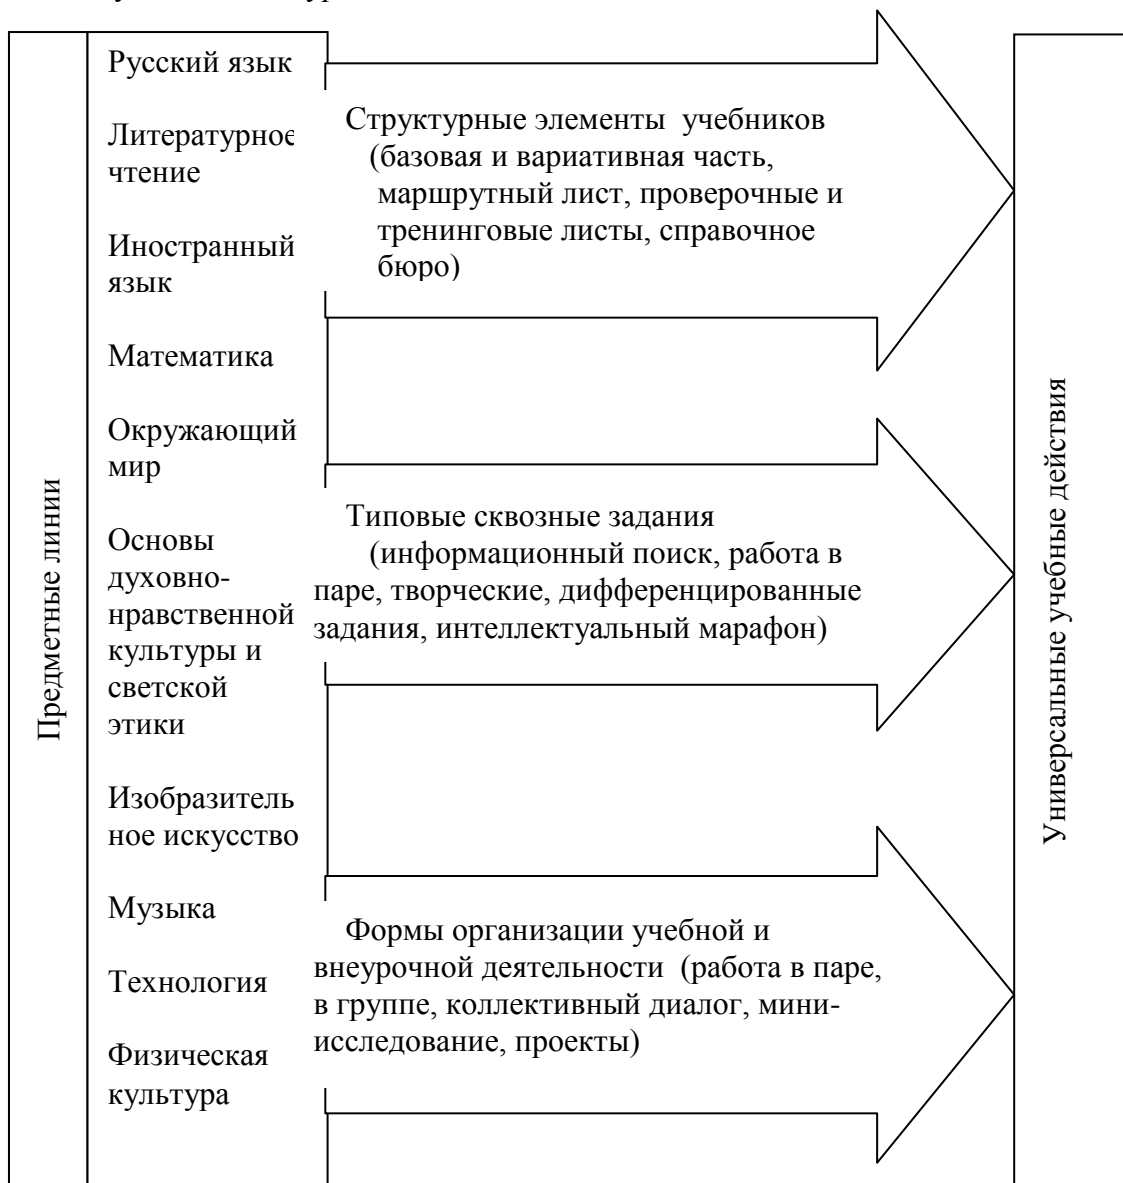 Предметные линии
Русский язык
Литературное
чтение
Иностранный
язык
Математика
Окружающий
мир
Основы
духовно-
нравственной
культуры и
светской
этики
Изобразитель
ное искусство
Музыка
Технология
Физическая
культура
Структурные элементы учебников
(базовая и вариативная часть,
маршрутный лист, проверочные и
тренинговые листы, справочное
бюро)
Типовые сквозные задания
(информационный поиск, работа в
паре, творческие, дифференцированные
задания, интеллектуальный марафон)
Формы организации учебной и
внеурочной деятельности (работа в паре,
в группе, коллективный диалог, мини-
исследование, проекты)
Универсальные учебные действия